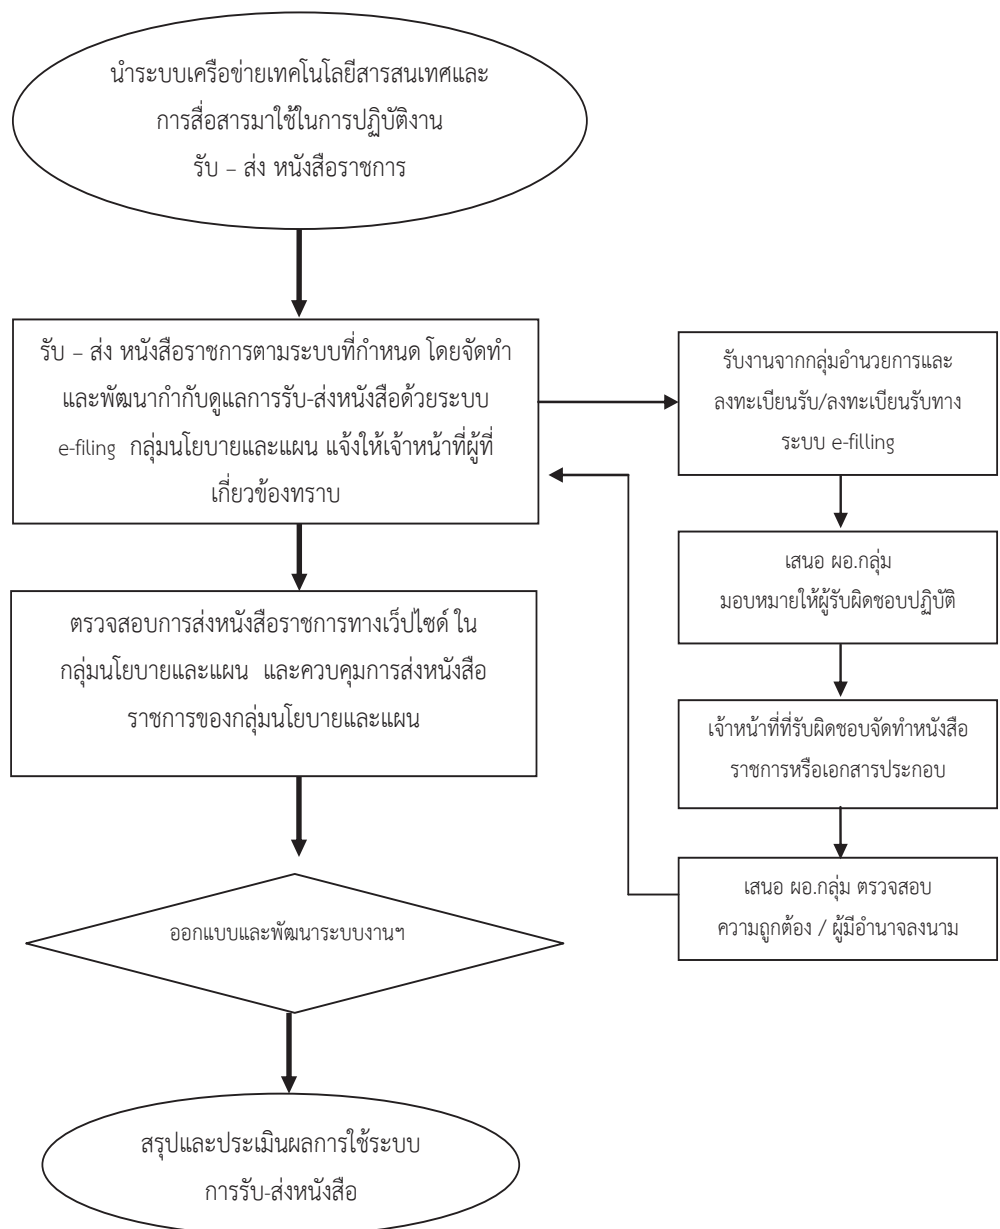 นำระบบเครือข่ายเทคโนโลยีสารสนเทศและ
การสื่อสารมาใช้ในการปฏิบัติงาน
รับ – ส่ง หนังสือราชการ
รับ – ส่ง หนังสือราชการตามระบบที่กำหนด โดยจัดทำ
และพัฒนากำกับดูแลการรับ-ส่งหนังสือด้วยระบบ
e-filing กลุ่มนโยบายและแผน แจ้งให้เจ้าหน้าที่ผู้ที่
เกี่ยวข้องทราบ
รับงานจากกลุ่มอำนวยการและ
ลงทะเบียนรับ/ลงทะเบียนรับทาง
ระบบ e-filling
เสนอ ผอ.กลุ่ม
มอบหมายให้ผู้รับผิดชอบปฏิบัติ
เจ้าหน้าที่ที่รับผิดชอบจัดทำหนังสือ
ราชการหรือเอกสารประกอบ
เสนอ ผอ.กลุ่ม ตรวจสอบ
ความถูกต้อง / ผู้มีอำนาจลงนาม
ตรวจสอบการส่งหนังสือราชการทางเว็ปไซด์ ใน
กลุ่มนโยบายและแผน และควบคุมการส่งหนังสือ
ราชการของกลุ่มนโยบายและแผน
ออกแบบและพัฒนาระบบงานฯ
สรุปและประเมินผลการใช้ระบบ
การรับ-ส่งหนังสือ